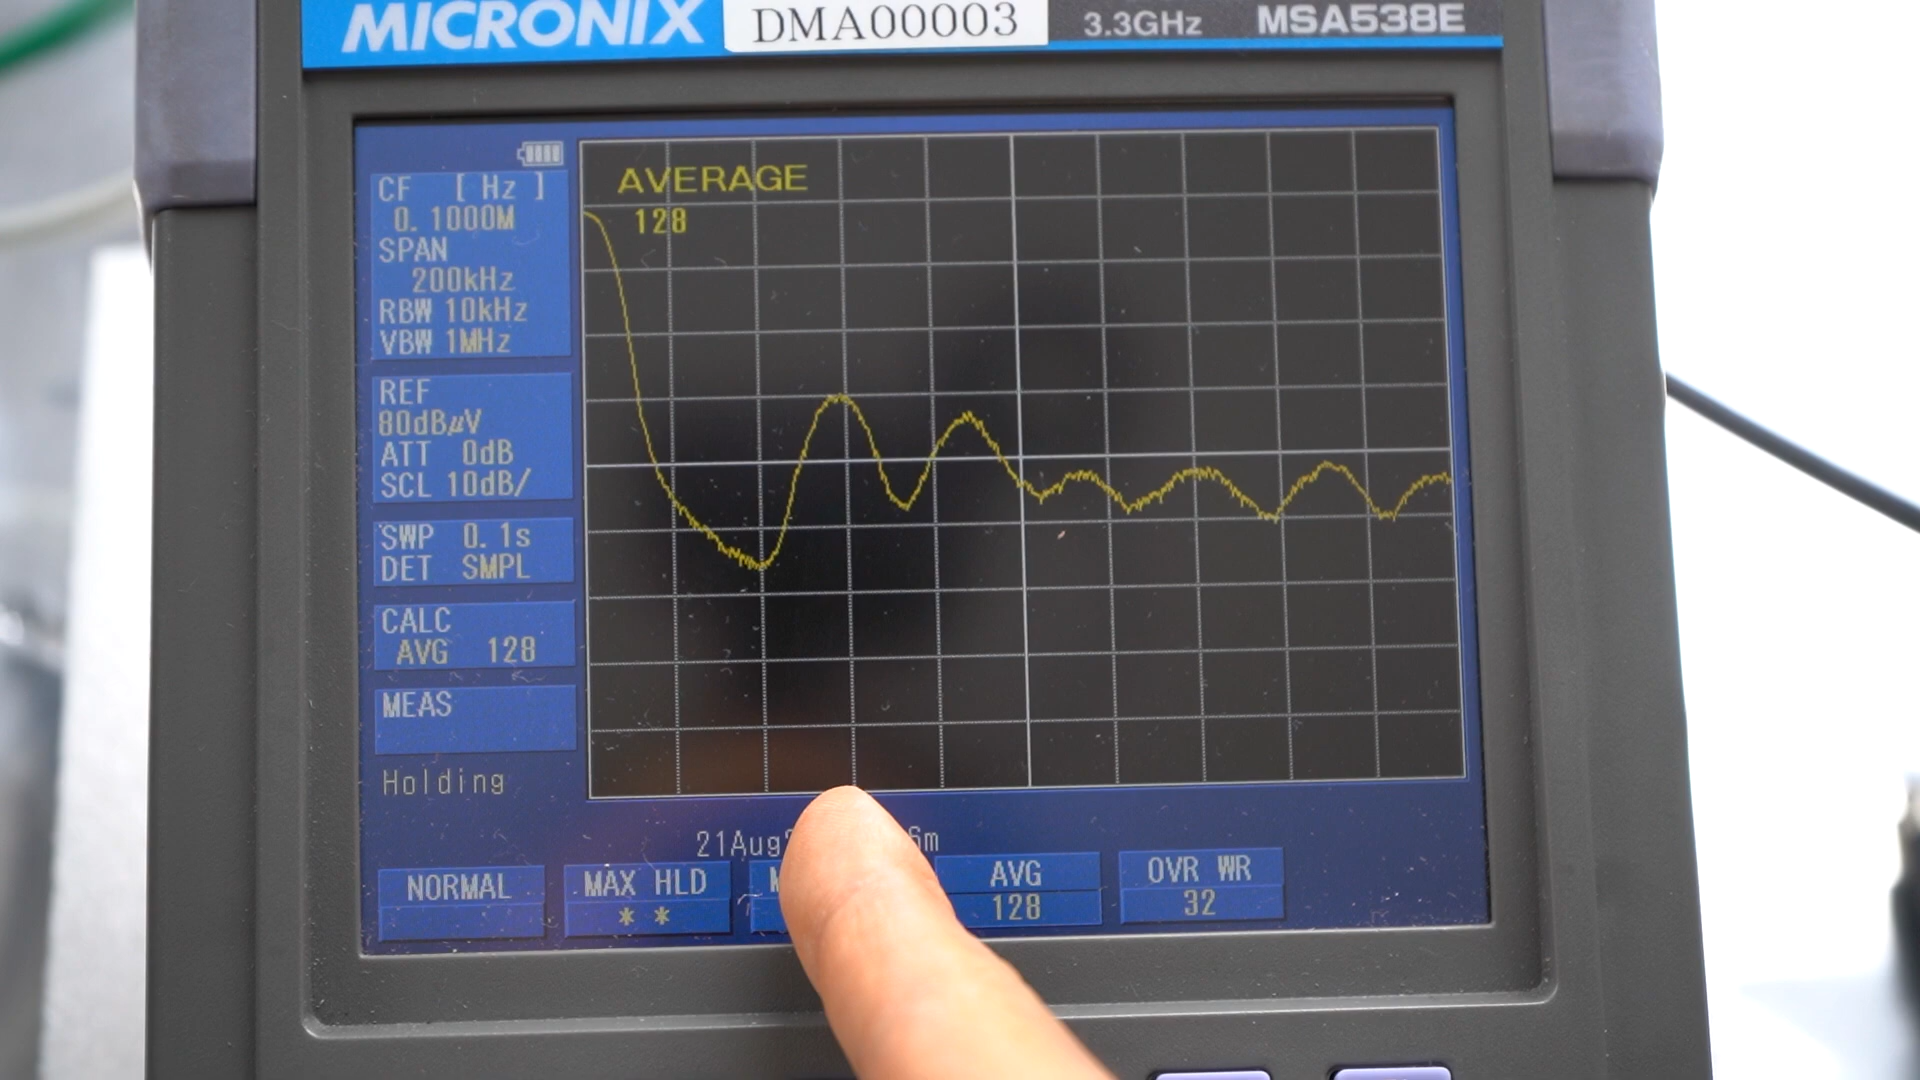 MICRONIX
DMA00003
3.3GHz
MSA538E
CF [ Hz ]
0.1000M
SPAN
200kHz
RBW 10kHz
VBW 1MHz
REF
80dBμV
ATT 0dB
SCL 10dB/
SWP 0.1s
DET SMPL
CALC
AVG 128
MEAS
Holding
AVERAGE
128
21Aug
6m
NORMAL
MAX HLD
* *
AVG
128
OVR WR
32